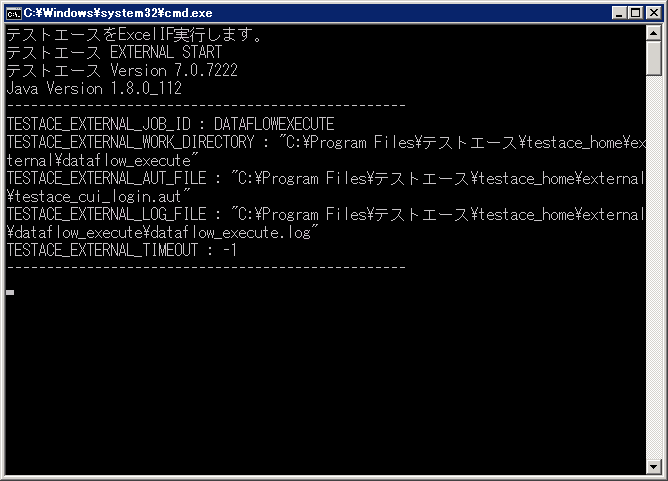 C:¥Windows¥system32¥cmd.exe
テストエースをExcelIF実行します。
テストエース EXTERNAL START
テストエース Version 7.0.7222
Java Version 1.8.0_112
--------------------------------------------------
TESTACE_EXTERNAL_JOB_ID : DATAFLOWEXECUTE
TESTACE_EXTERNAL_WORK_DIRECTORY : "C:¥Program Files¥テストエース¥testace_home¥ex
ternal¥dataflow_execute"
TESTACE_EXTERNAL_AUT_FILE : "C:¥Program Files¥テストエース¥testace_home¥external
¥testace_cui_login.aut"
TESTACE_EXTERNAL_LOG_FILE : "C:¥Program Files¥テストエース¥testace_home¥external
¥dataflow_execute¥dataflow_execute.log"
TESTACE_EXTERNAL_TIMEOUT : -1
--------------------------------------------------